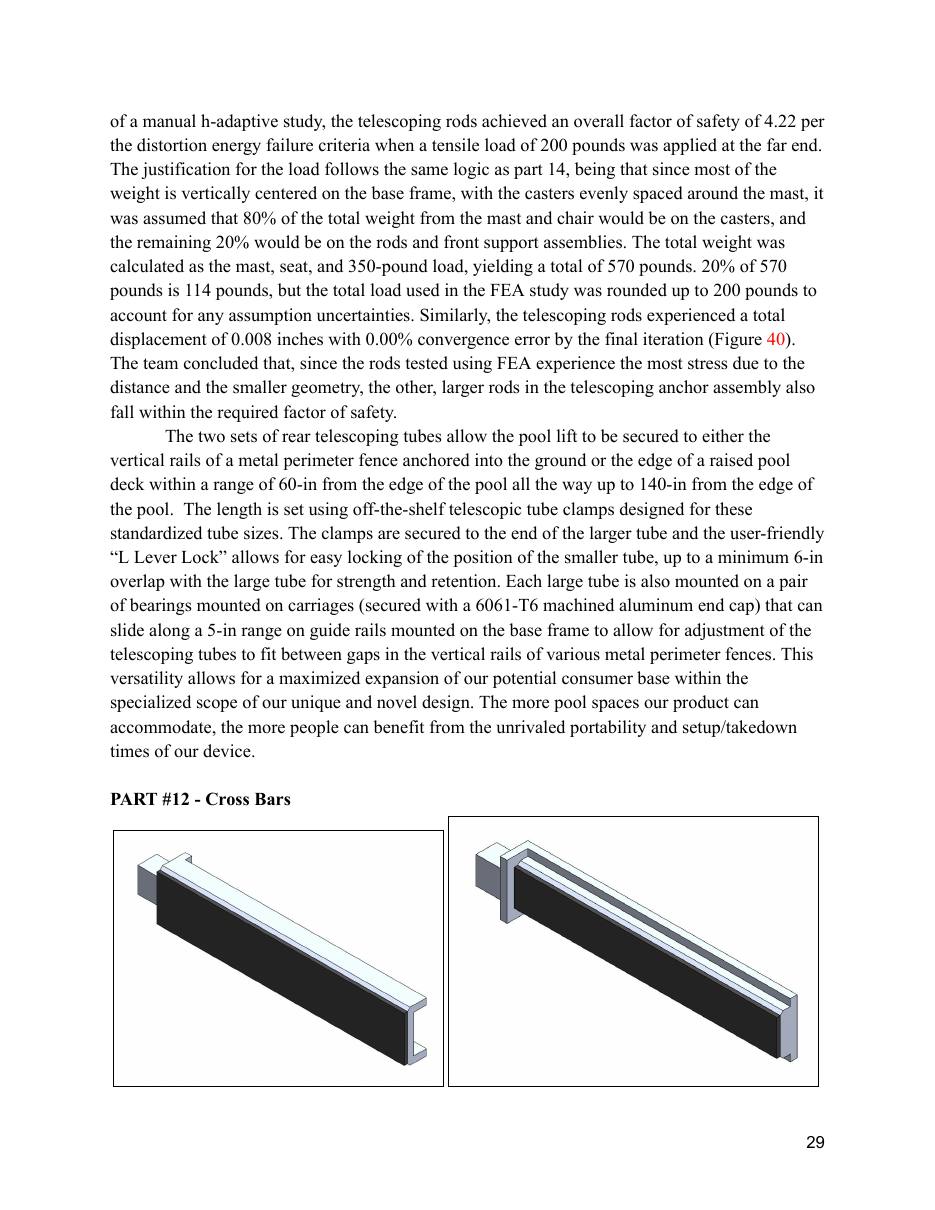 of a manual h-adaptive study, the telescoping rods achieved an overall factor of safety of 4.22 per
the distortion energy failure criteria when a tensile load of 200 pounds was applied at the far end.
The justification for the load follows the same logic as part 14, being that since most of the
weight is vertically centered on the base frame, with the casters evenly spaced around the mast, it
was assumed that 80% of the total weight from the mast and chair would be on the casters, and
the remaining 20% would be on the rods and front support assemblies. The total weight was
calculated as the mast, seat, and 350-pound load, yielding a total of 570 pounds. 20% of 570
pounds is 114 pounds, but the total load used in the FEA study was rounded up to 200 pounds to
account for any assumption uncertainties. Similarly, the telescoping rods experienced a total
displacement of 0.008 inches with 0.00% convergence error by the final iteration (Figure 40).
The team concluded that, since the rods tested using FEA experience the most stress due to the
distance and the smaller geometry, the other, larger rods in the telescoping anchor assembly also
fall within the required factor of safety.
The two sets of rear telescoping tubes allow the pool lift to be secured to either the
vertical rails of a metal perimeter fence anchored into the ground or the edge of a raised pool
deck within a range of 60-in from the edge of the pool all the way up to 140-in from the edge of
the pool.  The length is set using off-the-shelf telescopic tube clamps designed for these
standardized tube sizes. The clamps are secured to the end of the larger tube and the user-friendly
“L Lever Lock” allows for easy locking of the position of the smaller tube, up to a minimum 6-in
overlap with the large tube for strength and retention. Each large tube is also mounted on a pair
of bearings mounted on carriages (secured with a 6061-T6 machined aluminum end cap) that can
slide along a 5-in range on guide rails mounted on the base frame to allow for adjustment of the
telescoping tubes to fit between gaps in the vertical rails of various metal perimeter fences. This
versatility allows for a maximized expansion of our potential consumer base within the
specialized scope of our unique and novel design. The more pool spaces our product can
accommodate, the more people can benefit from the unrivaled portability and setup/takedown
times of our device.
PART #12 - Cross Bars
29